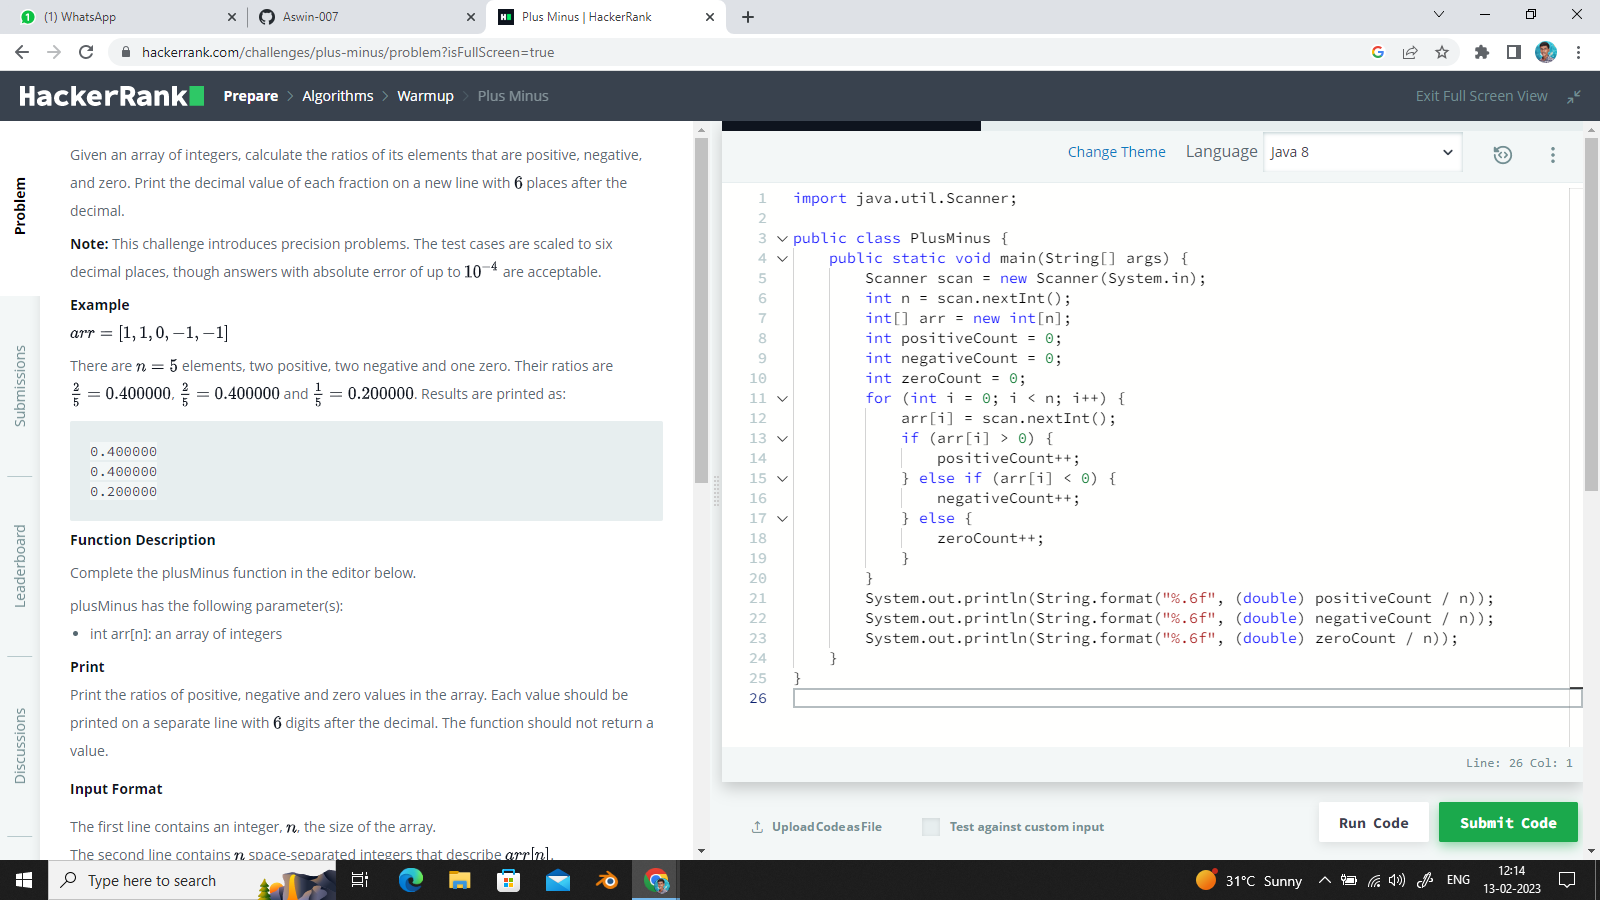 (1) WhatsApp
Aswin-007
Plus Minus | HackerRank
hackerrank.com/challenges/plus-minus/problem?isFullScreen=true
HackerRank
Prepare > Algorithms > Warmup > Plus Minus
Exit Full Screen View
Problem
Submissions
Leaderboard
Discussions
Given an array of integers, calculate the ratios of its elements that are positive, negative,
and zero. Print the decimal value of each fraction on a new line with 6 places after the
decimal.
Note: This challenge introduces precision problems. The test cases are scaled to six
decimal places, though answers with absolute error of up to 10⁻⁴ are acceptable.
Example
arr = [1, 1, 0, −1, −1]
There are n = 5 elements, two positive, two negative and one zero. Their ratios are
2/5 = 0.400000, 2/5 = 0.400000 and 1/5 = 0.200000. Results are printed as:
0.400000
0.400000
0.200000
Function Description
Complete the plusMinus function in the editor below.
plusMinus has the following parameter(s):
• int arr[n]: an array of integers
Print
Print the ratios of positive, negative and zero values in the array. Each value should be
printed on a separate line with 6 digits after the decimal. The function should not return a
value.
Input Format
The first line contains an integer, n, the size of the array.
The second line contains n space-separated integers that describe arr[n].
Change Theme Language Java 8
1 import java.util.Scanner;
2
3 public class PlusMinus {
4 public static void main(String[] args) {
5 Scanner scan = new Scanner(System.in);
6 int n = scan.nextInt();
7 int[] arr = new int[n];
8 int positiveCount = 0;
9 int negativeCount = 0;
10 int zeroCount = 0;
11 for (int i = 0; i < n; i++) {
12 arr[i] = scan.nextInt();
13 if (arr[i] > 0) {
14 positiveCount++;
15 } else if (arr[i] < 0) {
16 negativeCount++;
17 } else {
18 zeroCount++;
19 }
20 }
21 System.out.println(String.format("%.6f", (double) positiveCount / n));
22 System.out.println(String.format("%.6f", (double) negativeCount / n));
23 System.out.println(String.format("%.6f", (double) zeroCount / n));
24 }
25 }
26
Line: 26 Col: 1
Upload Code as File
Test against custom input
Run Code
Submit Code
Type here to search
31°C Sunny
ENG
12:14
13-02-2023